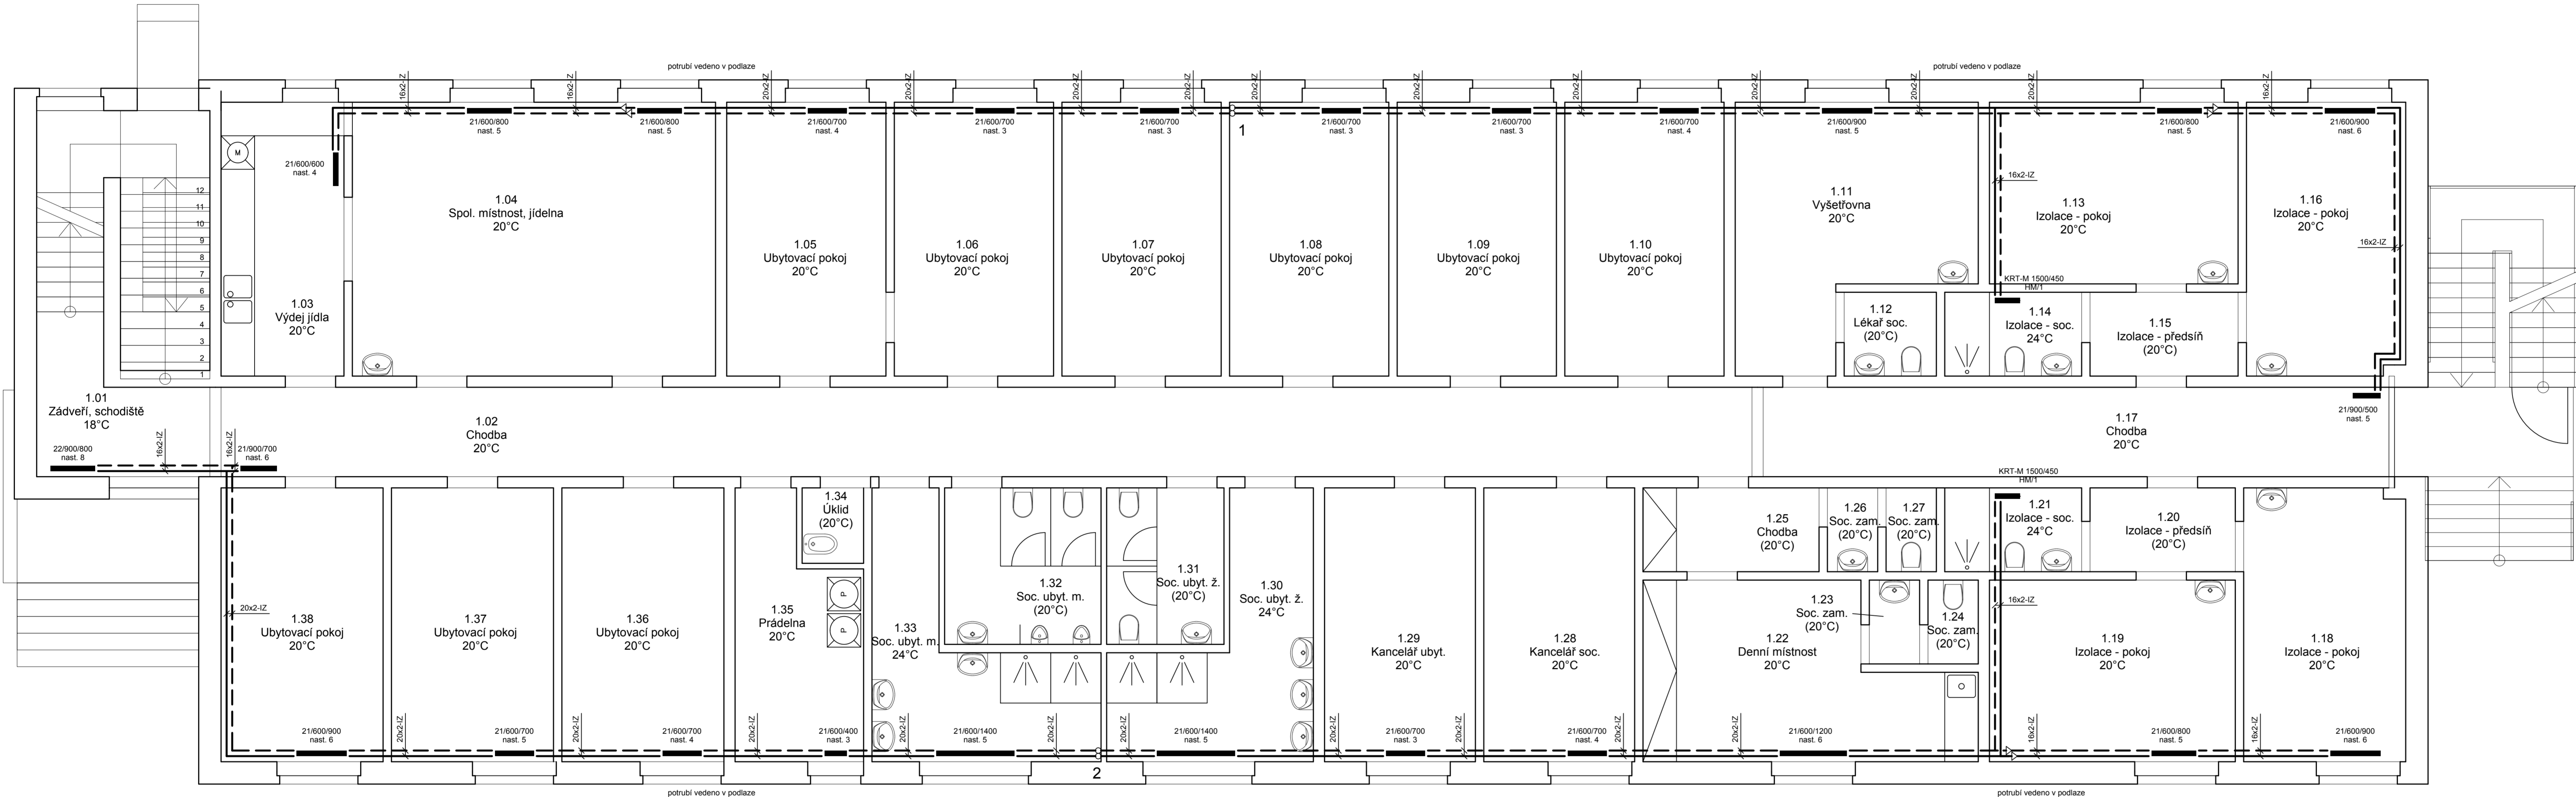 potrubí vedeno v podlaze
potrubí vedeno v podlaze
16x2-IZ
16x2-IZ
20x2-IZ
20x2-IZ
20x2-IZ
20x2-IZ
20x2-IZ
20x2-IZ
20x2-IZ
20x2-IZ
20x2-IZ
20x2-IZ
16x2-IZ
21/600/800
nast. 5
21/600/800
nast. 5
21/600/700
nast. 4
21/600/700
nast. 3
21/600/700
nast. 3
1
21/600/700
nast. 3
21/600/700
nast. 3
21/600/700
nast. 4
21/600/900
nast. 5
21/600/800
nast. 5
21/600/900
nast. 6
M
21/600/600
nast. 4
16x2-IZ
12
11
10
9
8
7
6
5
4
3
2
1
1.03
Výdej jídla
20°C
1.04
Spol. místnost, jídelna
20°C
1.05
Ubytovací pokoj
20°C
1.06
Ubytovací pokoj
20°C
1.07
Ubytovací pokoj
20°C
1.08
Ubytovací pokoj
20°C
1.09
Ubytovací pokoj
20°C
1.10
Ubytovací pokoj
20°C
1.11
Vyšetřovna
20°C
1.13
Izolace - pokoj
20°C
1.16
Izolace - pokoj
20°C
16x2-IZ
KRT-M 1500/450
HM/1
1.12
Lékař soc.
(20°C)
1.14
Izolace - soc.
24°C
1.15
Izolace - předsíň
(20°C)
1.01
Zádveří, schodiště
18°C
1.02
Chodba
20°C
1.17
Chodba
20°C
21/900/500
nast. 5
22/900/800
nast. 8
16x2-IZ
16x2-IZ
21/900/700
nast. 6
KRT-M 1500/450
HM/1
1.34
Úklid
(20°C)
1.25
Chodba
(20°C)
1.26
Soc. zam.
(20°C)
1.27
Soc. zam.
(20°C)
1.21
Izolace - soc.
24°C
1.20
Izolace - předsíň
(20°C)
20x2-IZ
1.38
Ubytovací pokoj
20°C
1.37
Ubytovací pokoj
20°C
1.36
Ubytovací pokoj
20°C
1.35
Prádelna
20°C
P
P
1.33
Soc. ubyt. m.
24°C
1.32
Soc. ubyt. m.
(20°C)
1.31
Soc. ubyt. ž.
(20°C)
1.30
Soc. ubyt. ž.
24°C
1.29
Kancelář ubyt.
20°C
1.28
Kancelář soc.
20°C
1.22
Denní místnost
20°C
1.23
Soc. zam.
(20°C)
1.24
Soc. zam.
(20°C)
16x2-IZ
1.19
Izolace - pokoj
20°C
1.18
Izolace - pokoj
20°C
21/600/900
nast. 6
20x2-IZ
21/600/700
nast. 5
20x2-IZ
21/600/700
nast. 4
20x2-IZ
21/600/400
nast. 3
20x2-IZ
21/600/1400
nast. 5
20x2-IZ
20x2-IZ
21/600/1400
nast. 5
20x2-IZ
21/600/700
nast. 3
20x2-IZ
21/600/700
nast. 4
20x2-IZ
20x2-IZ
21/600/1200
nast. 6
16x2-IZ
21/600/800
nast. 5
16x2-IZ
21/600/900
nast. 6
2
potrubí vedeno v podlaze
potrubí vedeno v podlaze